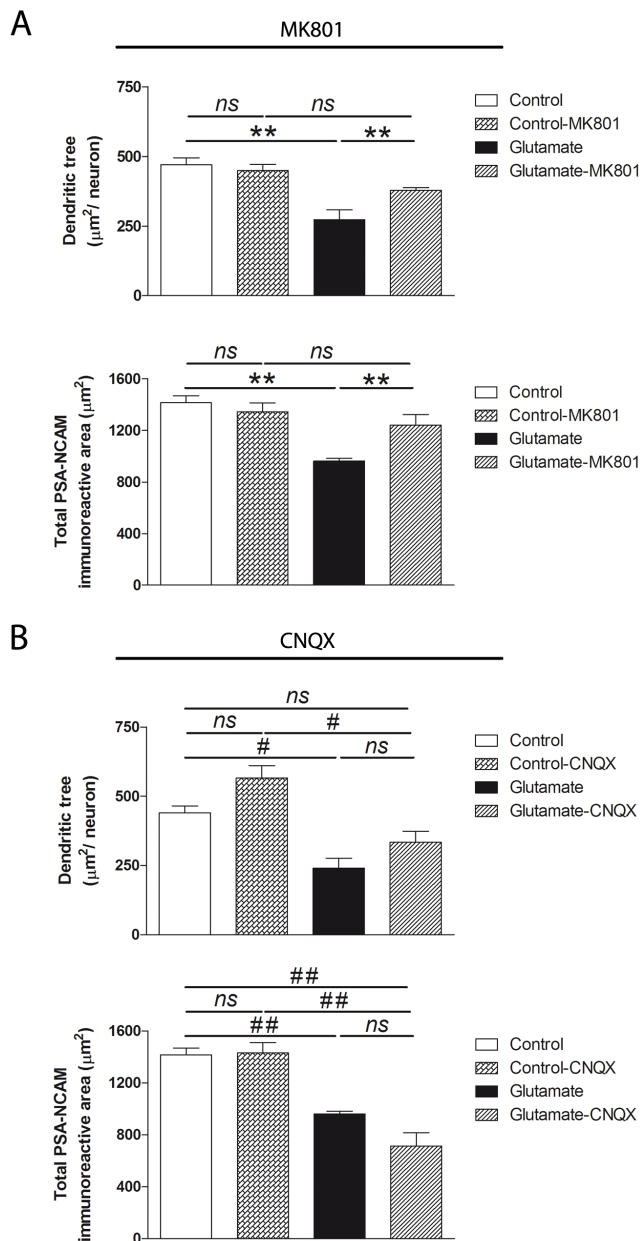 A
MK801
750
500
250
0
Dendritic tree
(μm²/ neuron)
ns
ns
**
**
Control
Control-MK801
Glutamate
Glutamate-MK801
1600
1200
800
400
0
Total PSA-NCAM
immunoreactive area (μm²)
ns
ns
**
**
Control
Control-MK801
Glutamate
Glutamate-MK801
B
CNQX
750
500
250
0
Dendritic tree
(μm²/ neuron)
ns
ns
#
#
ns
Control
Control-CNQX
Glutamate
Glutamate-CNQX
1600
1200
800
400
0
Total PSA-NCAM
immunoreactive area (μm²)
##
ns
##
##
ns
Control
Control-CNQX
Glutamate
Glutamate-CNQX